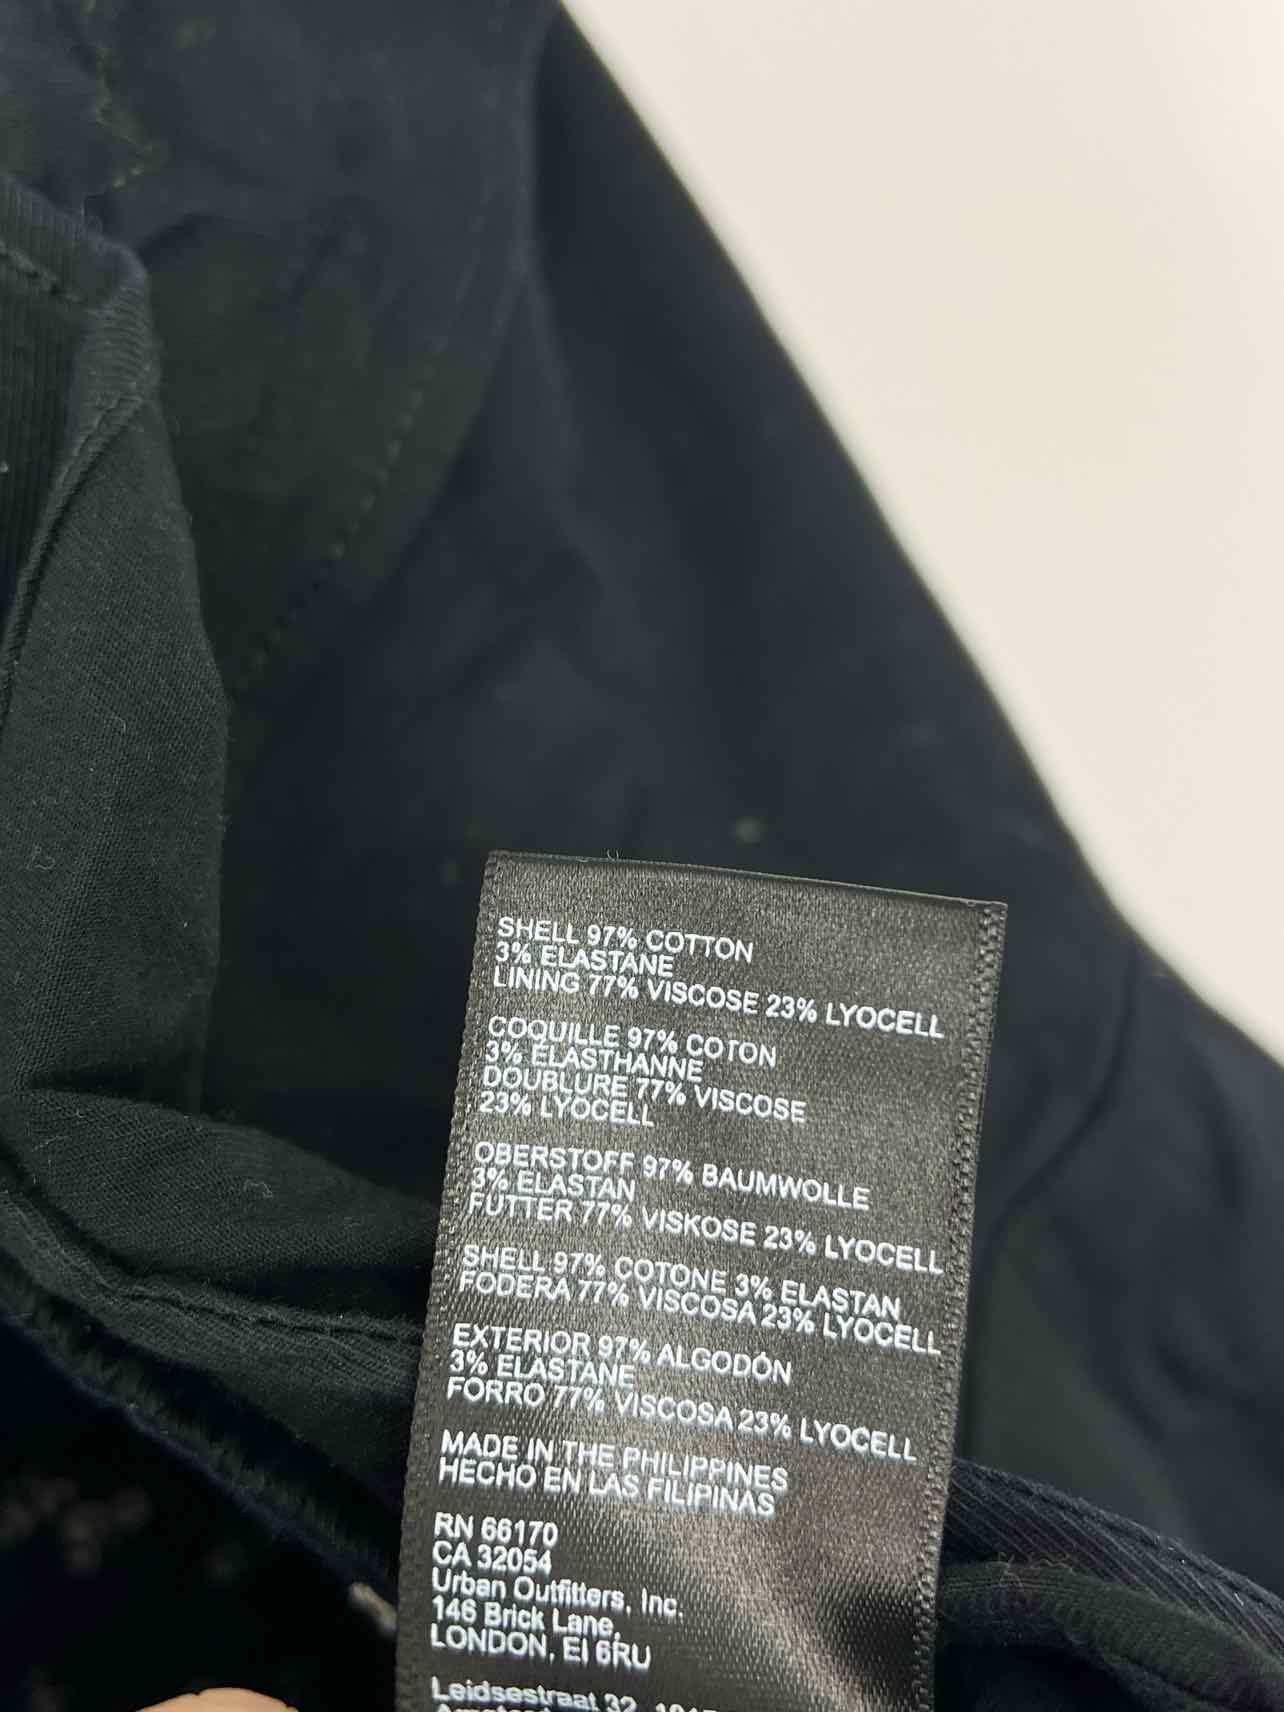 SHELL 97% COTTON
3% ELASTANE
LINING 77% VISCOSE 23% LYOCELL
COQUILLE 97% COTON
3% ELASTHANNE
DOUBLURE 77% VISCOSE
23% LYOCELL
OBERSTOFF 97% BAUMWOLLE
3% ELASTAN
FUTTER 77% VISKOSE 23% LYOCELL
SHELL 97% COTONE 3% ELASTAN
FODERA 77% VISCOSA 23% LYOCELL
EXTERIOR 97% ALGODÓN
3% ELASTANE
FORRO 77% VISCOSA 23% LYOCELL
MADE IN THE PHILIPPINES
HECHO EN LAS FILIPINAS
RN 66170
CA 32054
Urban Outfitters, Inc.
146 Brick Lane,
LONDON, EI 6RU
Leidsestraat 32,